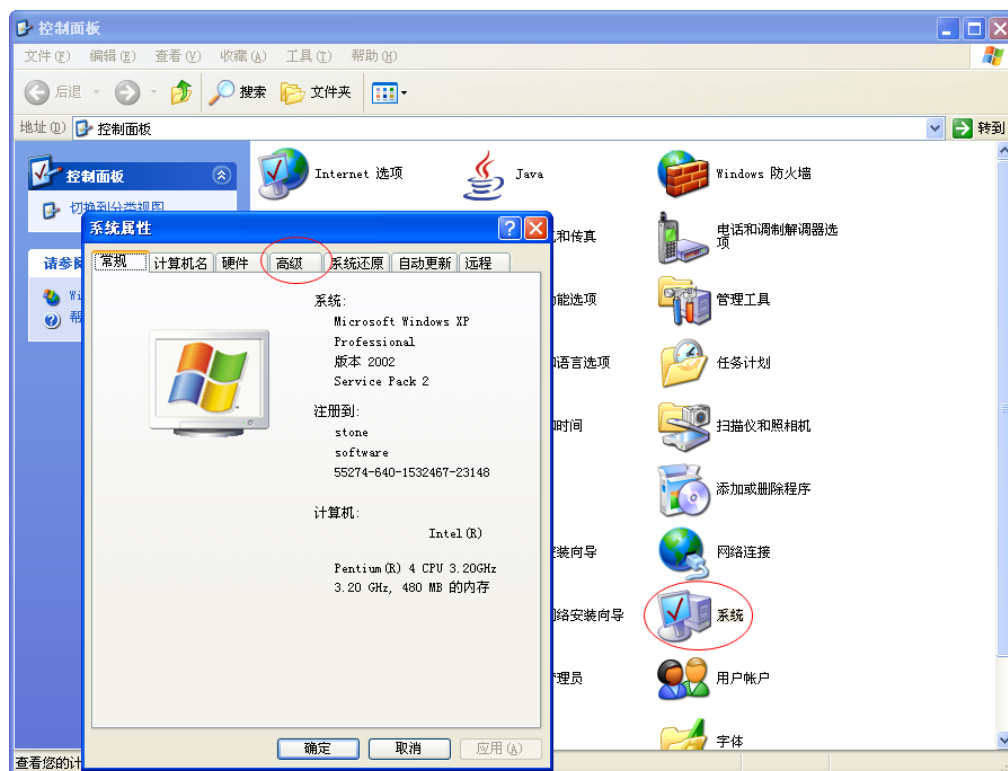 控制面板
文件(F) 编辑(E) 查看(V) 收藏(A) 工具(T) 帮助(H)
后退 搜索 文件夹
地址(D) 控制面板 转到
控制面板
切换到分类视图
请参阅
Internet 选项
Java
Windows 防火墙
和传真
电话和调制解调器选
项
能选项
管理工具
语言选项
任务计划
时间
扫描仪和照相机
添加或删除程序
装向导
网络连接
络安装向导
系统
理员
用户帐户
字体
系统属性
常规 计算机名 硬件 高级 系统还原 自动更新 远程
系统:
Microsoft Windows XP
Professional
版本 2002
Service Pack 2
注册到:
stone
software
55274-640-1532467-23148
计算机:
Intel(R)
Pentium(R) 4 CPU 3.20GHz
3.20 GHz, 480 MB 的内存
确定 取消 应用(A)
查看您的计